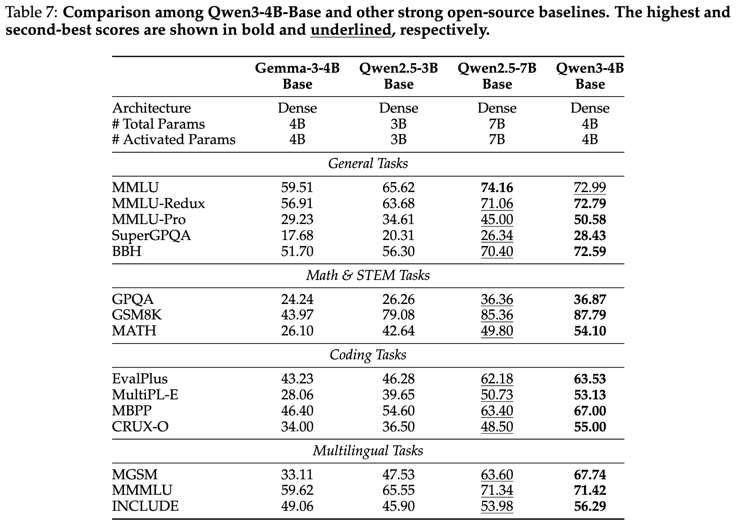 Table 7: Comparison among Qwen3-4B-Base and other strong open-source baselines. The highest and
second-best scores are shown in bold and underlined, respectively.
Gemma-3-4B Qwen2.5-3B Qwen2.5-7B Qwen3-4B
Base Base Base Base
Architecture Dense Dense Dense Dense
# Total Params 4B 3B 7B 4B
# Activated Params 4B 3B 7B 4B
General Tasks
MMLU 59.51 65.62 74.16 72.99
MMLU-Redux 56.91 63.68 71.06 72.79
MMLU-Pro 29.23 34.61 45.00 50.58
SuperGPQA 17.68 20.31 26.34 28.43
BBH 51.70 56.30 70.40 72.59
Math & STEM Tasks
GPQA 24.24 26.26 36.36 36.87
GSM8K 43.97 79.08 85.36 87.79
MATH 26.10 42.64 49.80 54.10
Coding Tasks
EvalPlus 43.23 46.28 62.18 63.53
MultiPL-E 28.06 39.65 50.73 53.13
MBPP 46.40 54.60 63.40 67.00
CRUX-O 34.00 36.50 48.50 55.00
Multilingual Tasks
MGSM 33.11 47.53 63.60 67.74
MMMLU 59.62 65.55 71.34 71.42
INCLUDE 49.06 45.90 53.98 56.29